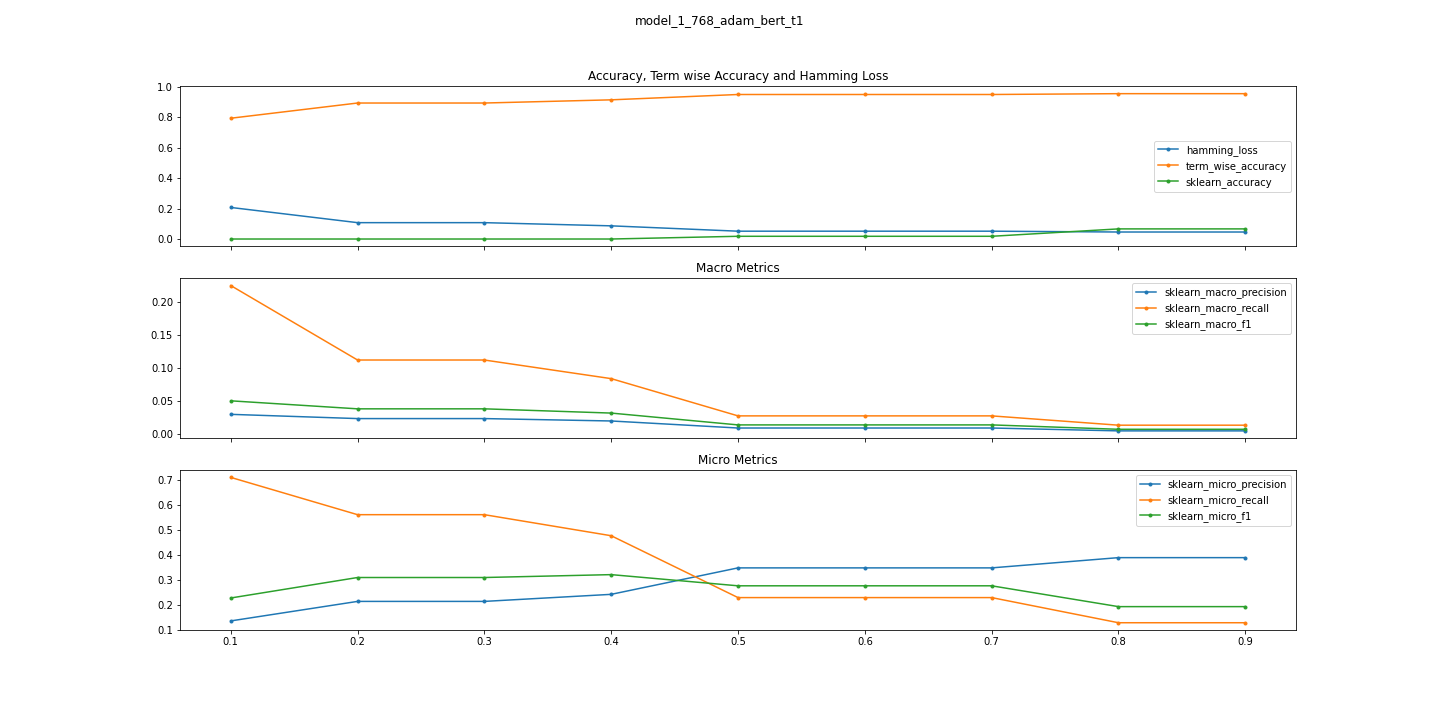 model_1_768_adam_bert_t1
Accuracy, Term wise Accuracy and Hamming Loss
1.0
0.8
0.6
0.4
0.2
0.0
hamming_loss
term_wise_accuracy
sklearn_accuracy
Macro Metrics
0.20
0.15
0.10
0.05
0.00
sklearn_macro_precision
sklearn_macro_recall
sklearn_macro_f1
Micro Metrics
0.7
0.6
0.5
0.4
0.3
0.2
0.1
sklearn_micro_precision
sklearn_micro_recall
sklearn_micro_f1
0.1 0.2 0.3 0.4 0.5 0.6 0.7 0.8 0.9